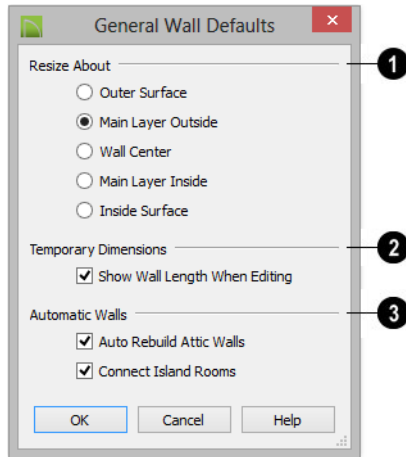 General Wall Defaults
Resize About 1
Outer Surface
Main Layer Outside
Wall Center
Main Layer Inside
Inside Surface
Temporary Dimensions 2
Show Wall Length When Editing
Automatic Walls 3
Auto Rebuild Attic Walls
Connect Island Rooms
OK Cancel Help